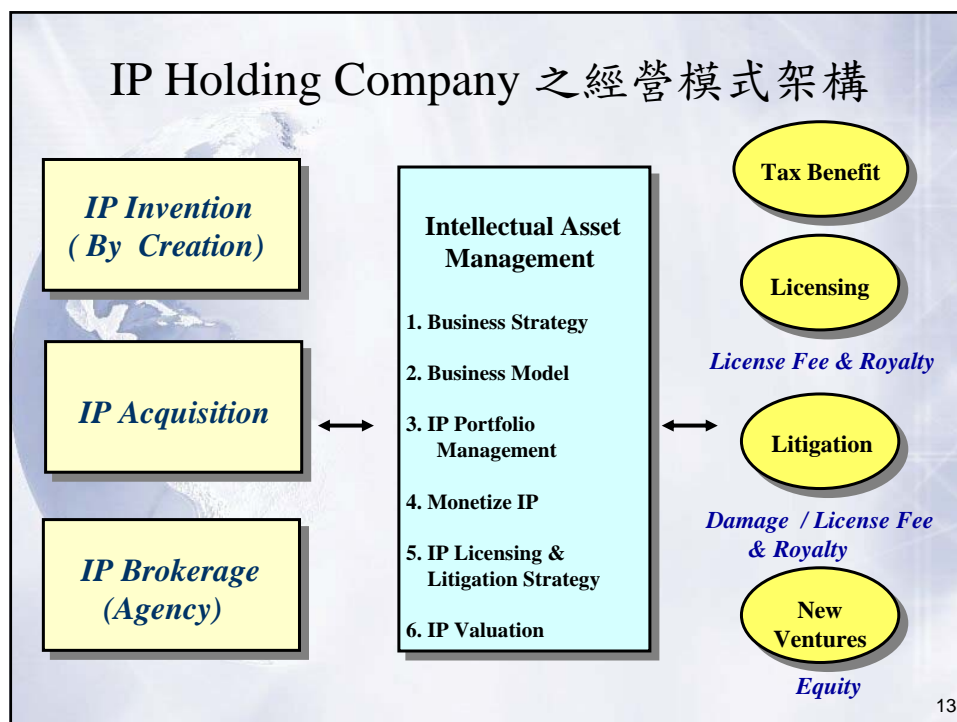 IP Holding Company 之經營模式架構
IP Invention
( By Creation)
IP Acquisition
IP Brokerage
(Agency)
Intellectual Asset
Management
1. Business Strategy
2. Business Model
3. IP Portfolio
Management
4. Monetize IP
5. IP Licensing &
Litigation Strategy
6. IP Valuation
Tax Benefit
Licensing
License Fee & Royalty
Litigation
Damage / License Fee
& Royalty
New
Ventures
Equity
13